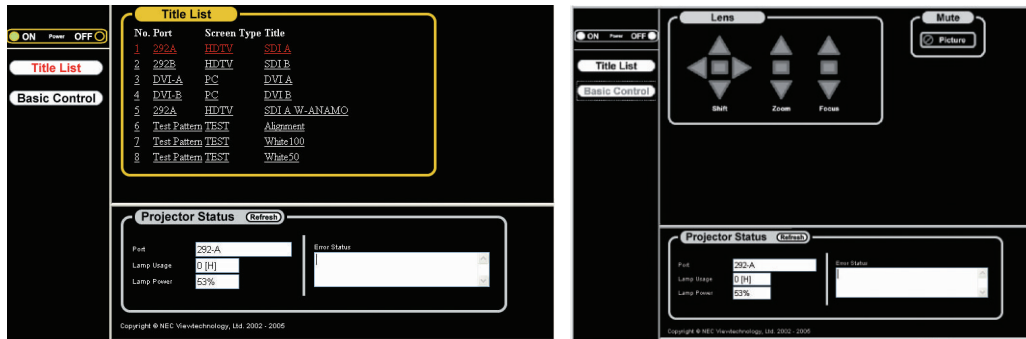 ON Power OFF
Title List
Basic Control
Title List
No. Port Screen Type Title
1 292A HDTV SDI A
2 292B HDTV SDI B
3 DVI-A PC DVI A
4 DVI-B PC DVI B
5 292A HDTV SDI A W-ANAMO
6 Test Pattern TEST Alignment
7 Test Pattern TEST White100
8 Test Pattern TEST White50
Projector Status Refresh
Port 292-A
Lamp Usage 0 [H]
Lamp Power 53%
Error Status
Copyright © NEC Viewtechnology, Ltd. 2002 - 2005
ON Power OFF
Title List
Basic Control
Lens
Shift Zoom Focus
Mute
Picture
Projector Status Refresh
Port 292-A
Lamp Usage 0 [H]
Lamp Power 53%
Error Status
Copyright © NEC Viewtechnology, Ltd. 2002 - 2005